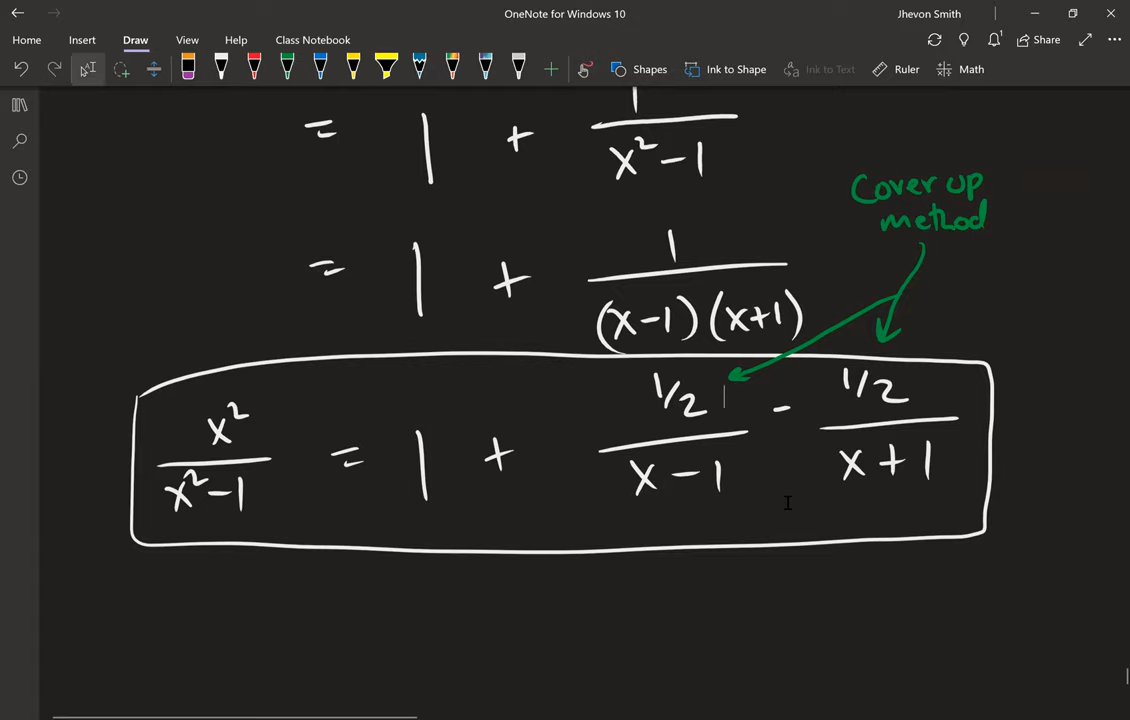 OneNote for Windows 10
Jhevon Smith
Home Insert Draw View Help Class Notebook
Share
Shapes Ink to Shape Ink to Text Ruler Math
= 1 + 1/(x² - 1)
Cover up
method
= 1 + 1/((x-1)(x+1))
x²/(x²-1) = 1 + (1/2)/(x-1) - (1/2)/(x+1)